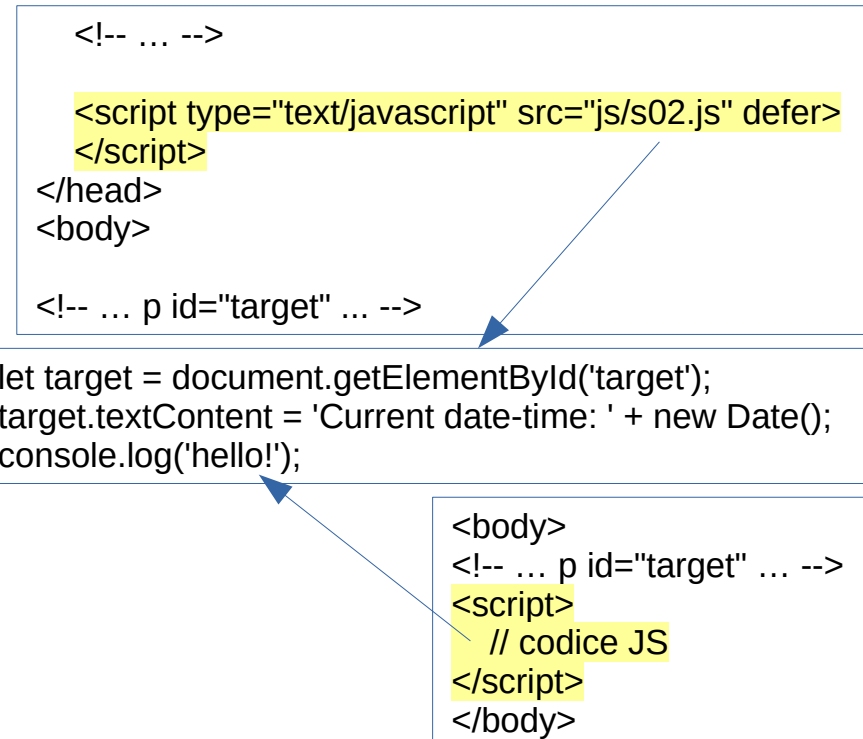 <!-- … -->
<script type="text/javascript" src="js/s02.js" defer>
</script>
</head>
<body>
<!-- … p id="target" ... -->
let target = document.getElementById('target');
target.textContent = 'Current date-time: ' + new Date();
console.log('hello!');
<body>
<!-- … p id="target" … -->
<script>
// codice JS
</script>
</body>